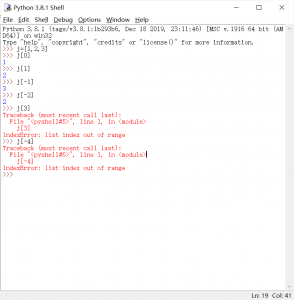 Python 3.8.1 Shell
File Edit Shell Debug Options Window Help
Python 3.8.1 (tags/v3.8.1:1b293b6, Dec 18 2019, 23:11:46) [MSC v.1916 64 bit (AM
D64)] on win32
Type "help", "copyright", "credits" or "license()" for more information.
>>> j=[1,2,3]
>>> j[0]
1
>>> j[1]
2
>>> j[-1]
3
>>> j[-2]
2
>>> j[3]
Traceback (most recent call last):
  File "<pyshell#5>", line 1, in <module>
    j[3]
IndexError: list index out of range
>>> j[-4]
Traceback (most recent call last):
  File "<pyshell#6>", line 1, in <module>
    j[-4]
IndexError: list index out of range
>>>
Ln: 19 Col: 41